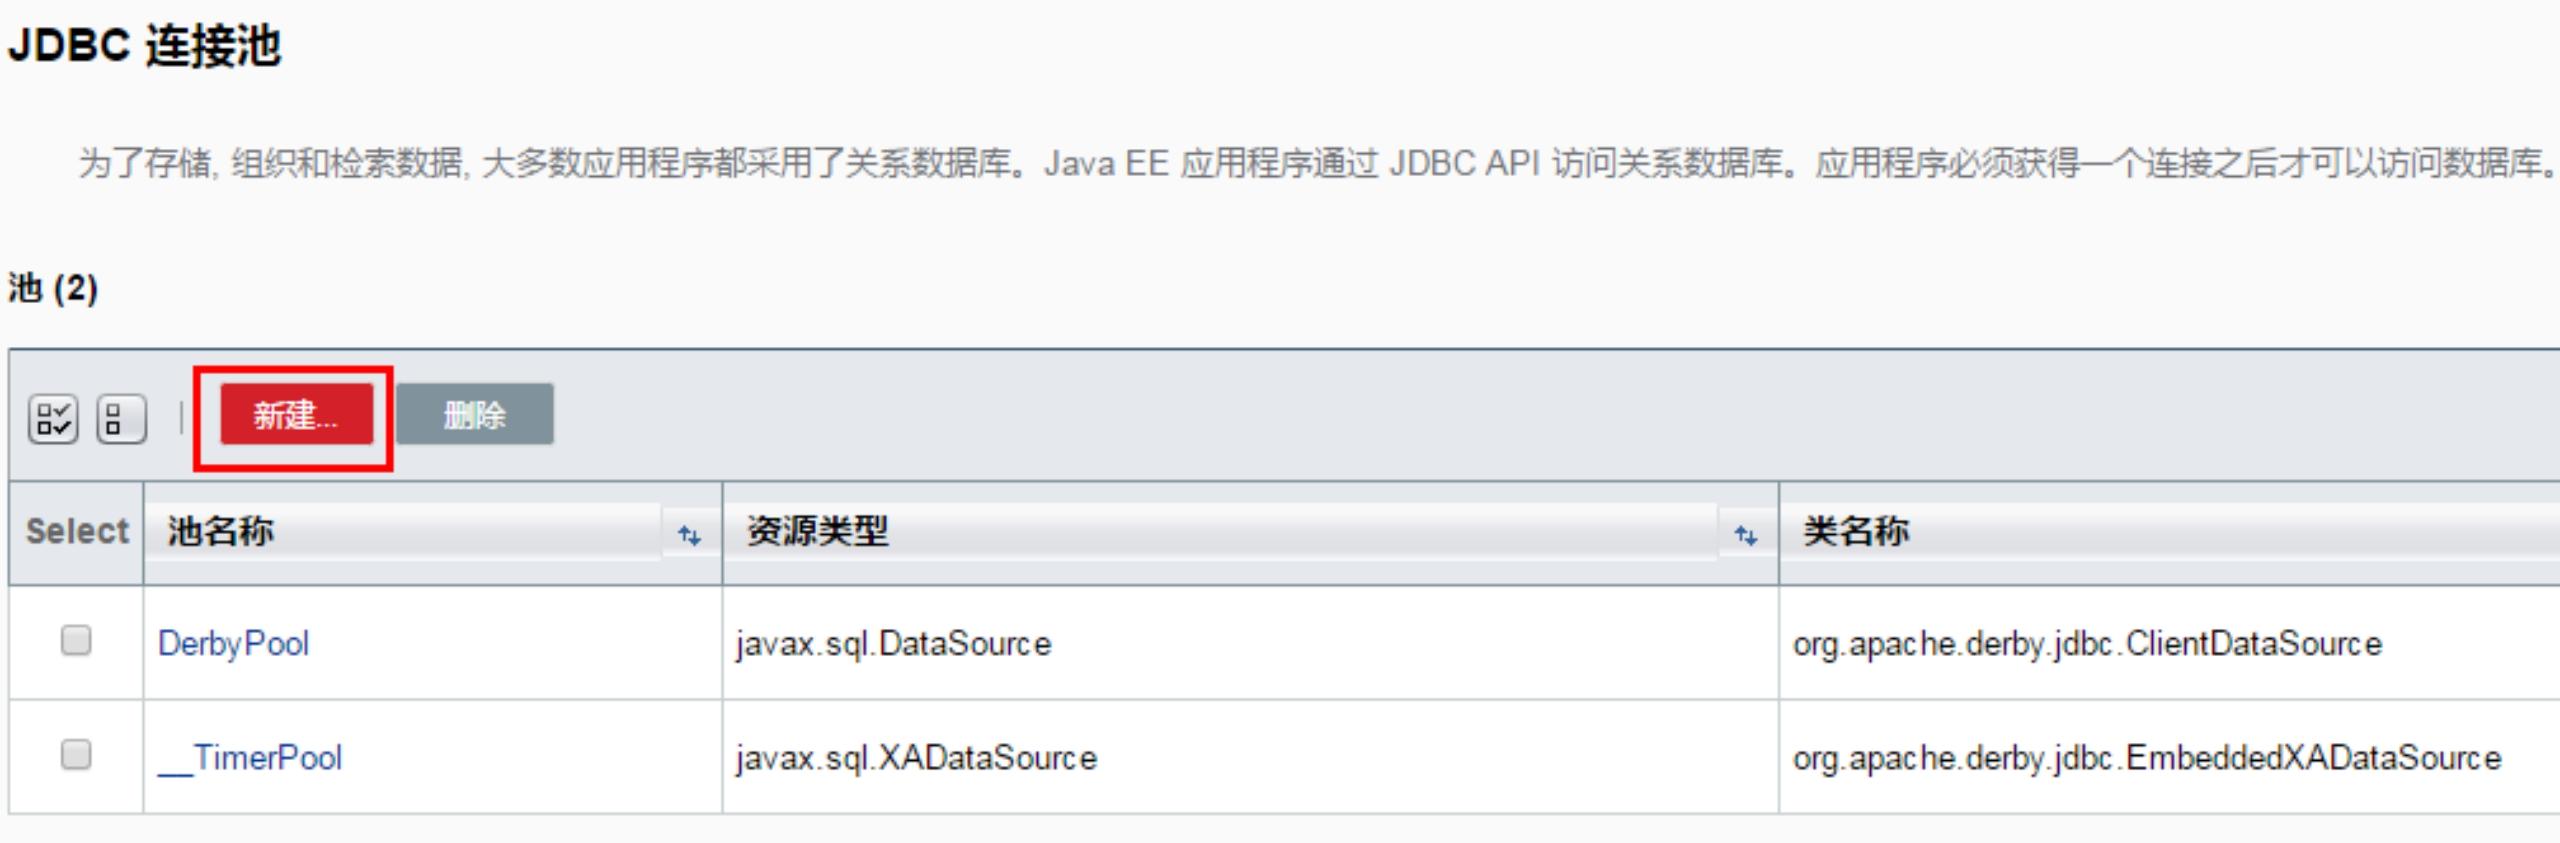 JDBC 连接池
为了存储, 组织和检索数据, 大多数应用程序都采用了关系数据库。Java EE 应用程序通过 JDBC API 访问关系数据库。应用程序必须获得一个连接之后才可以访问数据库。
池 (2)
新建... 删除
Select 池名称 资源类型 类名称
DerbyPool javax.sql.DataSource org.apache.derby.jdbc.ClientDataSource
__TimerPool javax.sql.XADataSource org.apache.derby.jdbc.EmbeddedXADataSource